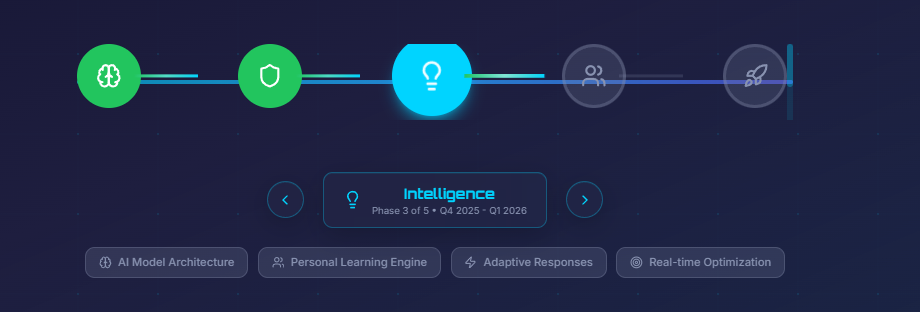 Intelligence
Phase 3 of 5 • Q4 2025 - Q1 2026
AI Model Architecture
Personal Learning Engine
Adaptive Responses
Real-time Optimization